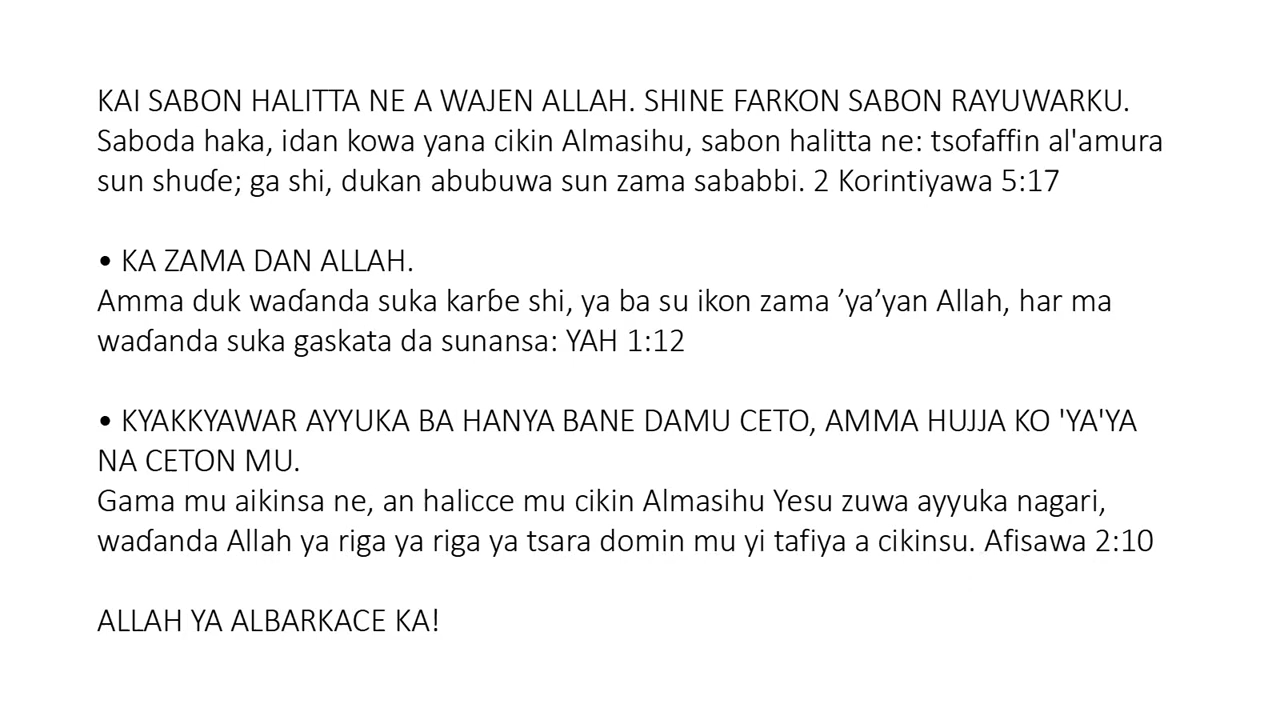 KAI SABON HALITTA NE A WAJEN ALLAH. SHINE FARKON SABON RAYUWARKU.
Saboda haka, idan kowa yana cikin Almasihu, sabon halitta ne: tsofaffin al'amura
sun shuɗe; ga shi, dukan abubuwa sun zama sababbi. 2 Korintiyawa 5:17

• KA ZAMA DAN ALLAH.
Amma duk waɗanda suka karɓe shi, ya ba su ikon zama ’ya’yan Allah, har ma
waɗanda suka gaskata da sunansa: YAH 1:12

• KYAKKYAWAR AYYUKA BA HANYA BANE DAMU CETO, AMMA HUJJA KO 'YA'YA
NA CETON MU.
Gama mu aikinsa ne, an halicce mu cikin Almasihu Yesu zuwa ayyuka nagari,
waɗanda Allah ya riga ya riga ya tsara domin mu yi tafiya a cikinsu. Afisawa 2:10

ALLAH YA ALBARKACE KA!